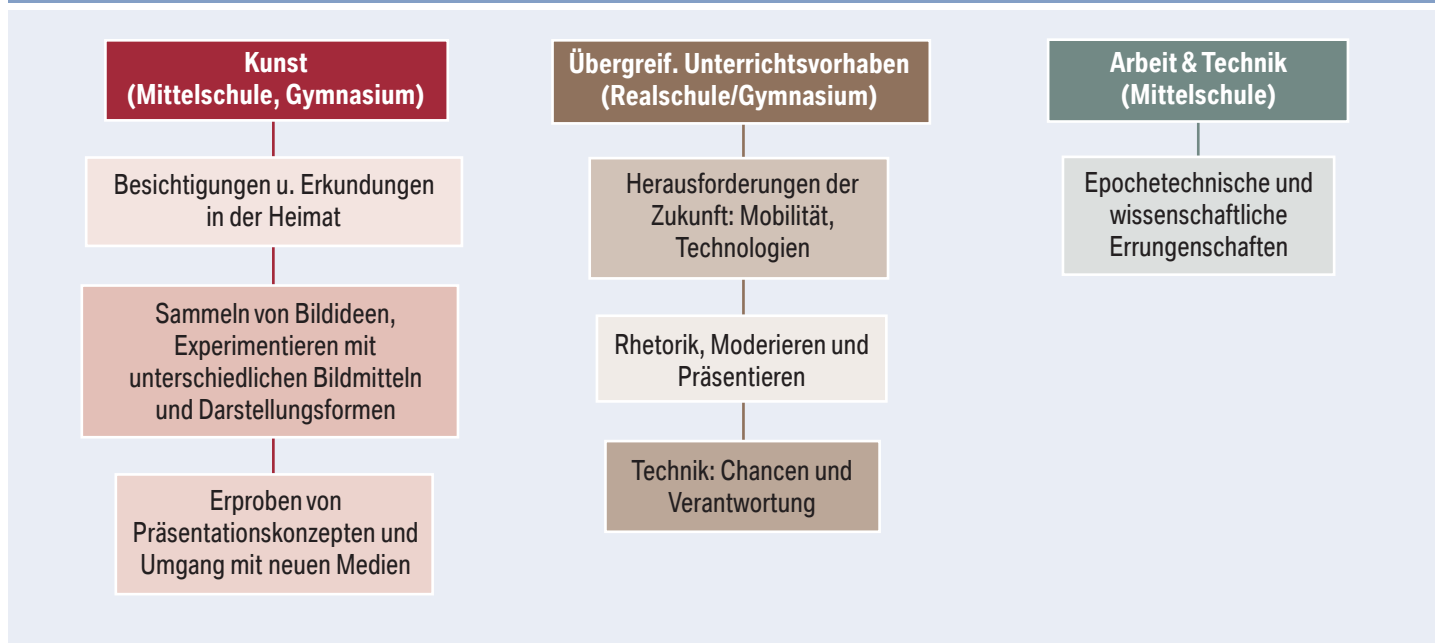 Kunst
(Mittelschule, Gymnasium)
Besichtigungen u. Erkundungen
in der Heimat
Sammeln von Bildideen,
Experimentieren mit
unterschiedlichen Bildmitteln
und Darstellungsformen
Erproben von
Präsentationskonzepten und
Umgang mit neuen Medien
Übergreif. Unterrichtsvorhaben
(Realschule/Gymnasium)
Herausforderungen der
Zukunft: Mobilität,
Technologien
Rhetorik, Moderieren und
Präsentieren
Technik: Chancen und
Verantwortung
Arbeit & Technik
(Mittelschule)
Epochetechnische und
wissenschaftliche
Errungenschaften